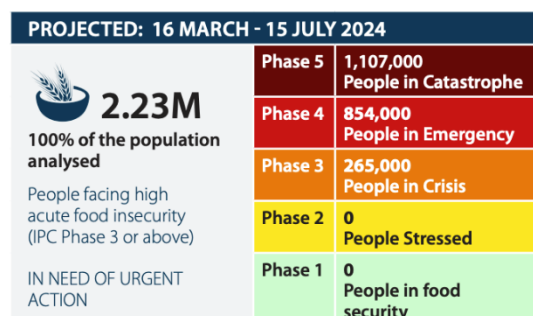 PROJECTED: 16 MARCH - 15 JULY 2024
2.23M
100% of the population
analysed
People facing high
acute food insecurity
(IPC Phase 3 or above)
IN NEED OF URGENT
ACTION
Phase 5
1,107,000
People in Catastrophe
Phase 4
854,000
People in Emergency
Phase 3
265,000
People in Crisis
Phase 2
0
People Stressed
Phase 1
0
People in food
security